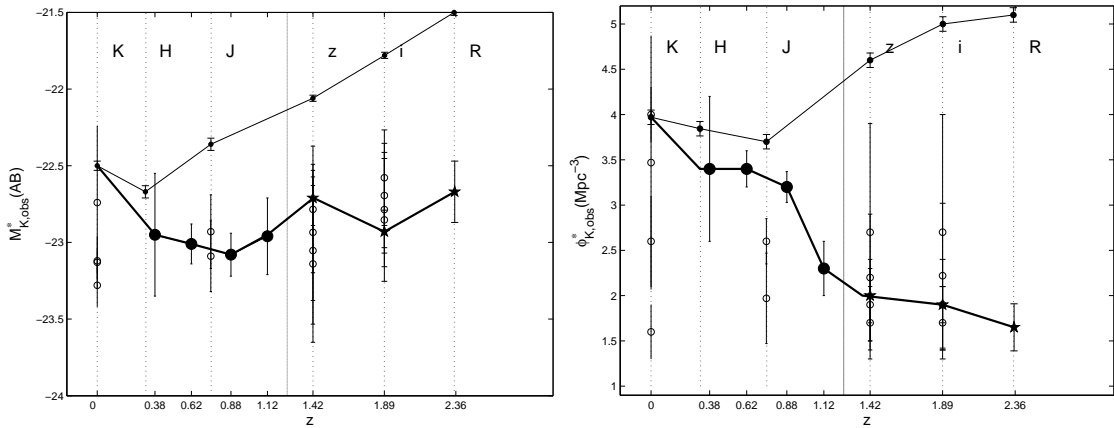 K H J z i R
M*K,obs(AB)
−21.5
−22
−22.5
−23
−23.5
−24
0 0.38 0.62 0.88 1.12 1.42 1.89 2.36
z
K H J z i R
ϕ*K,obs(Mpc−3)
5
4.5
4
3.5
3
2.5
2
1.5
1
0 0.38 0.62 0.88 1.12 1.42 1.89 2.36
z